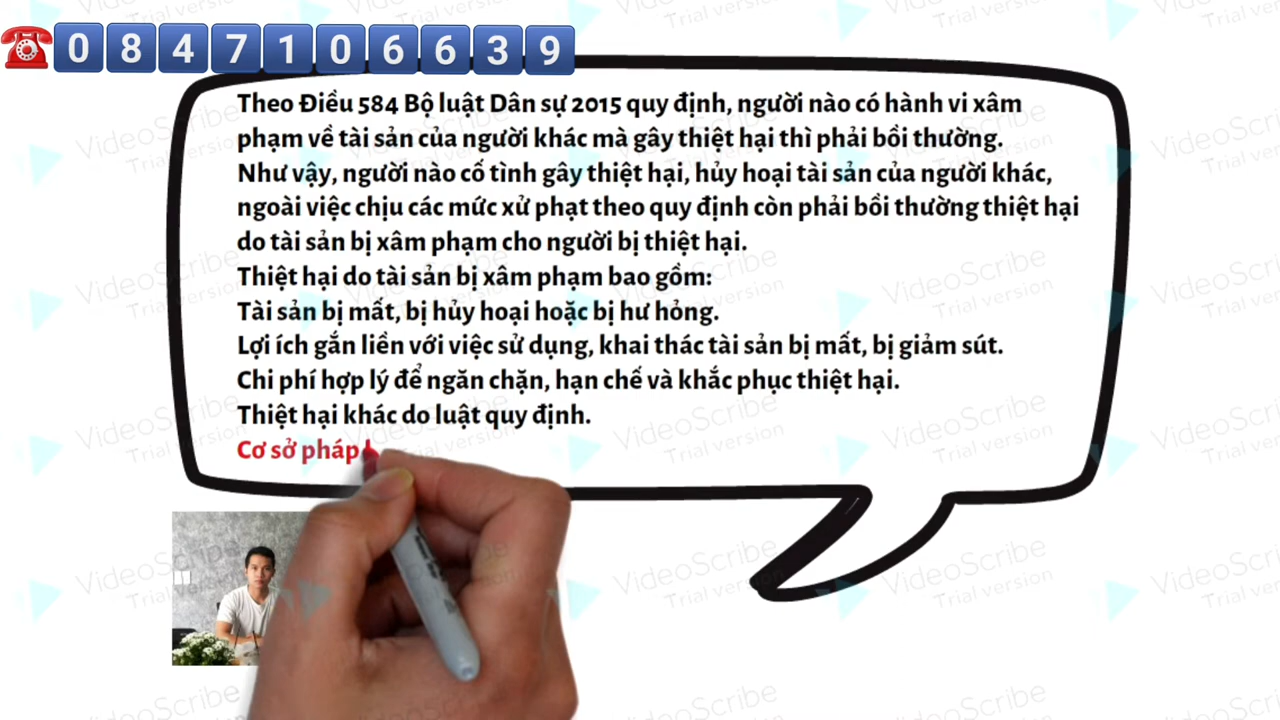 0847106639
Theo Điều 584 Bộ luật Dân sự 2015 quy định, người nào có hành vi xâm
phạm về tài sản của người khác mà gây thiệt hại thì phải bồi thường.
Như vậy, người nào cố tình gây thiệt hại, hủy hoại tài sản của người khác,
ngoài việc chịu các mức xử phạt theo quy định còn phải bồi thường thiệt hại
do tài sản bị xâm phạm cho người bị thiệt hại.
Thiệt hại do tài sản bị xâm phạm bao gồm:
Tài sản bị mất, bị hủy hoại hoặc bị hư hỏng.
Lợi ích gắn liền với việc sử dụng, khai thác tài sản bị mất, bị giảm sút.
Chi phí hợp lý để ngăn chặn, hạn chế và khắc phục thiệt hại.
Thiệt hại khác do luật quy định.
Cơ sở pháp
VideoScribe
Trial version